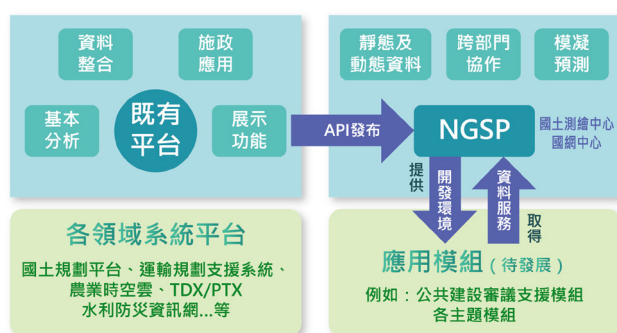 資料
整合
施政
應用
基本
分析
既有
平台
展示
功能
API發布
靜態及
動態資料
跨部門
協作
模凝
預測
NGSP
國土測繪中心
國網中心
提供
開發環境
資料服務
取得
各領域系統平台
國土規劃平台、運輸規劃支援系統、
農業時空雲、TDX/PTX
水利防災資訊網...等
應用模組(待發展)
例如：公共建設審議支援模組
各主題模組